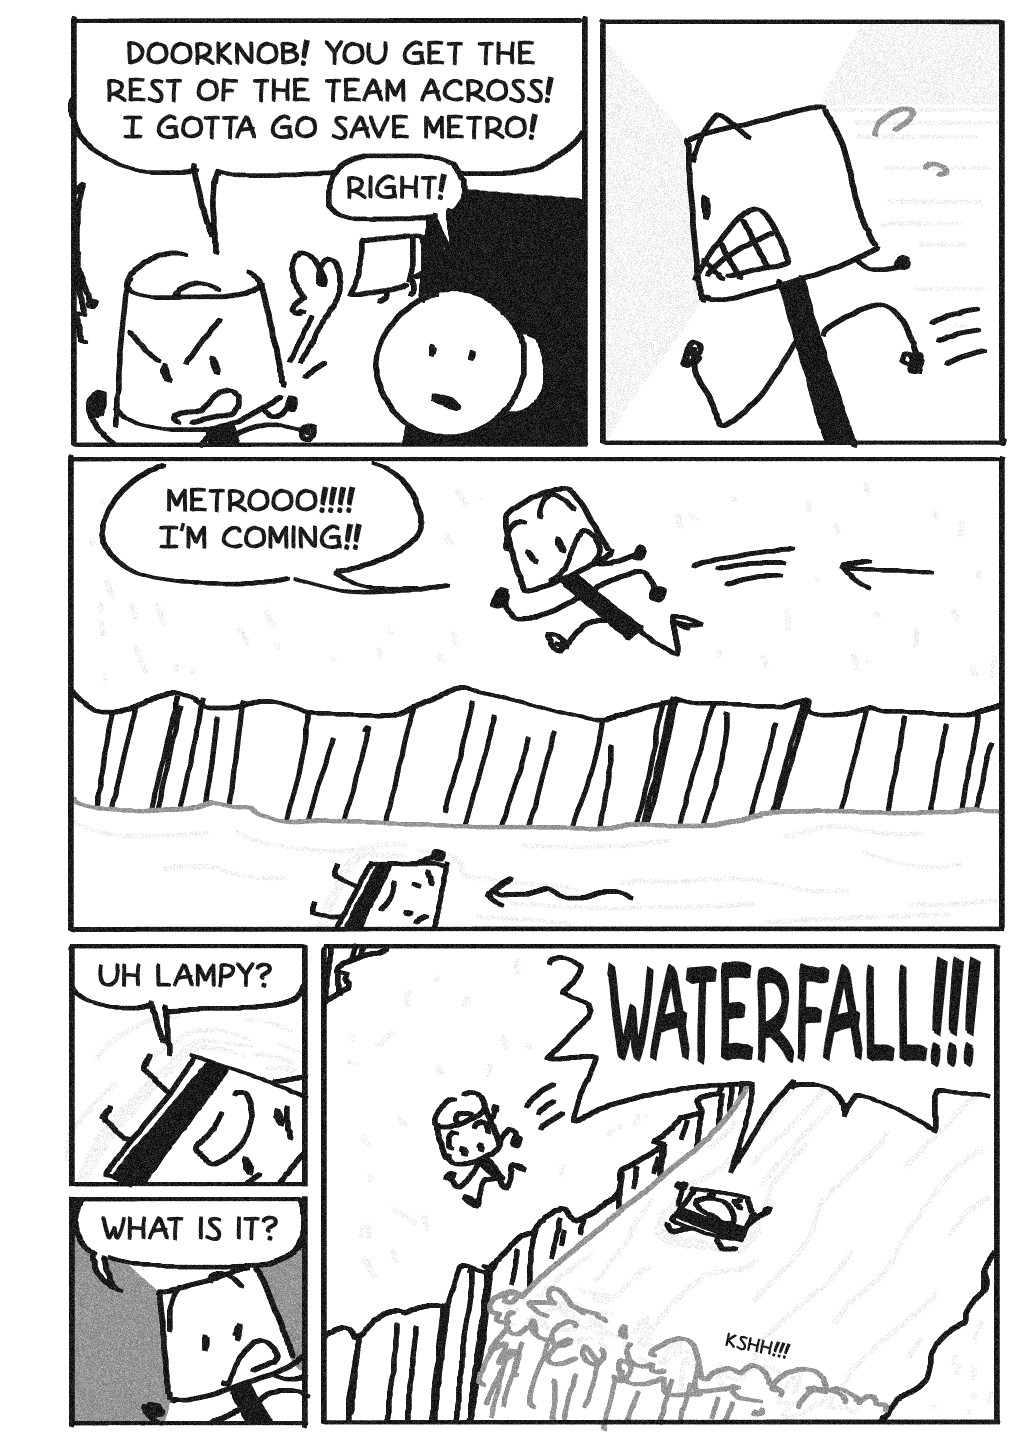 DOORKNOB! YOU GET THE
REST OF THE TEAM ACROSS!
I GOTTA GO SAVE METRO!
RIGHT!
METROOO!!!!
I'M COMING!!
UH LAMPY?
WHAT IS IT?
WATERFALL!!!
KSHH!!!